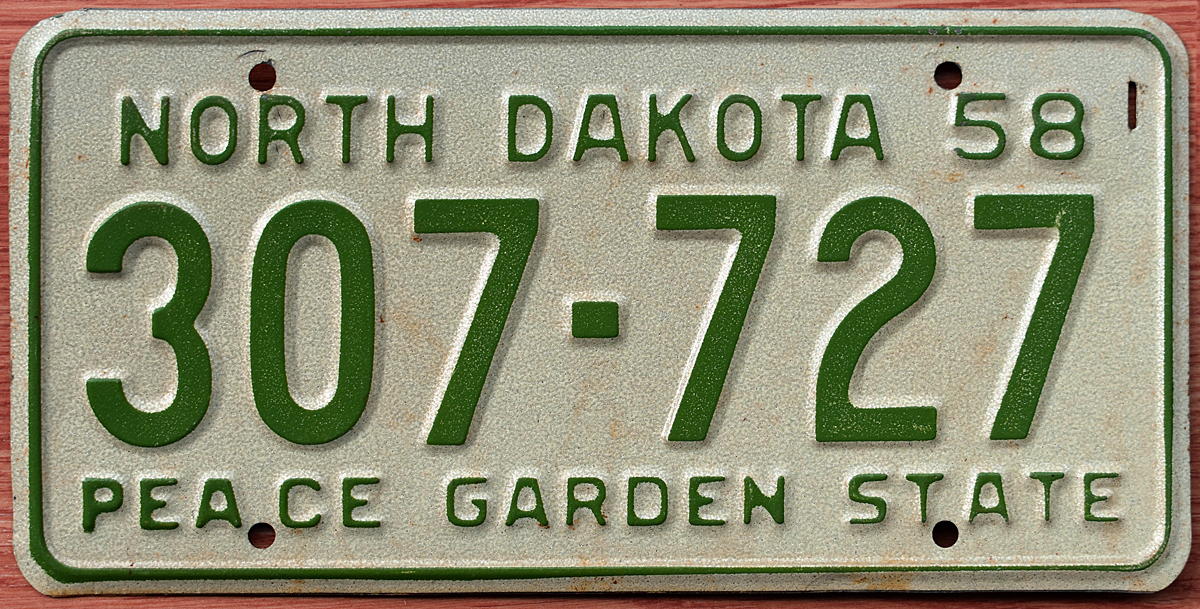 NORTH DAKOTA 58
307-727
PEACE GARDEN STATE